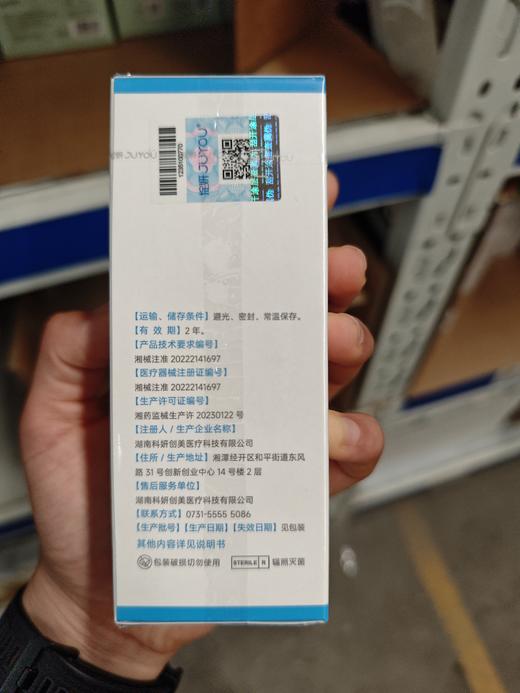 JUYOU®
【运输、储存条件】避光、密封、常温保存。
【有 效 期】2 年。
【产品技术要求编号】
湘械注准 20222141697
【医疗器械注册证编号】
湘械注准 20222141697
【生产许可证编号】
湘药监械生产许 20230122 号
【注册人 / 生产企业名称】
湖南科妍创美医疗科技有限公司
【住所 / 生产地址】湘潭经开区和平街道东风
路 31 号创新创业中心 14 号楼 2 层
【售后服务单位】
湖南科妍创美医疗科技有限公司
【联系方式】0731-5555 5086
【生产批号】【生产日期】【失效日期】见包装
其他内容详见说明书
包装破损切勿使用 STERILE R 辐照灭菌